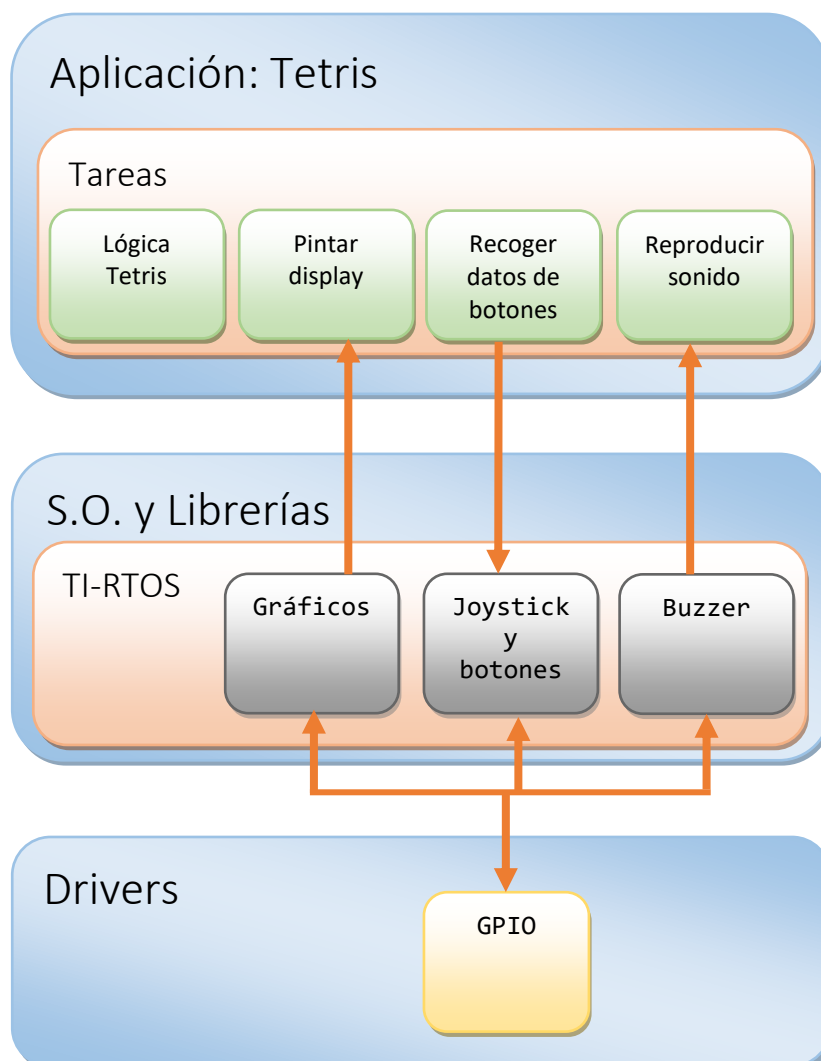 Aplicación: Tetris
Tareas
Lógica
Tetris
Pintar
display
Recoger
datos de
botones
Reproducir
sonido
S.O. y Librerías
TI-RTOS
Gráficos
Joystick
y
botones
Buzzer
Drivers
GPIO